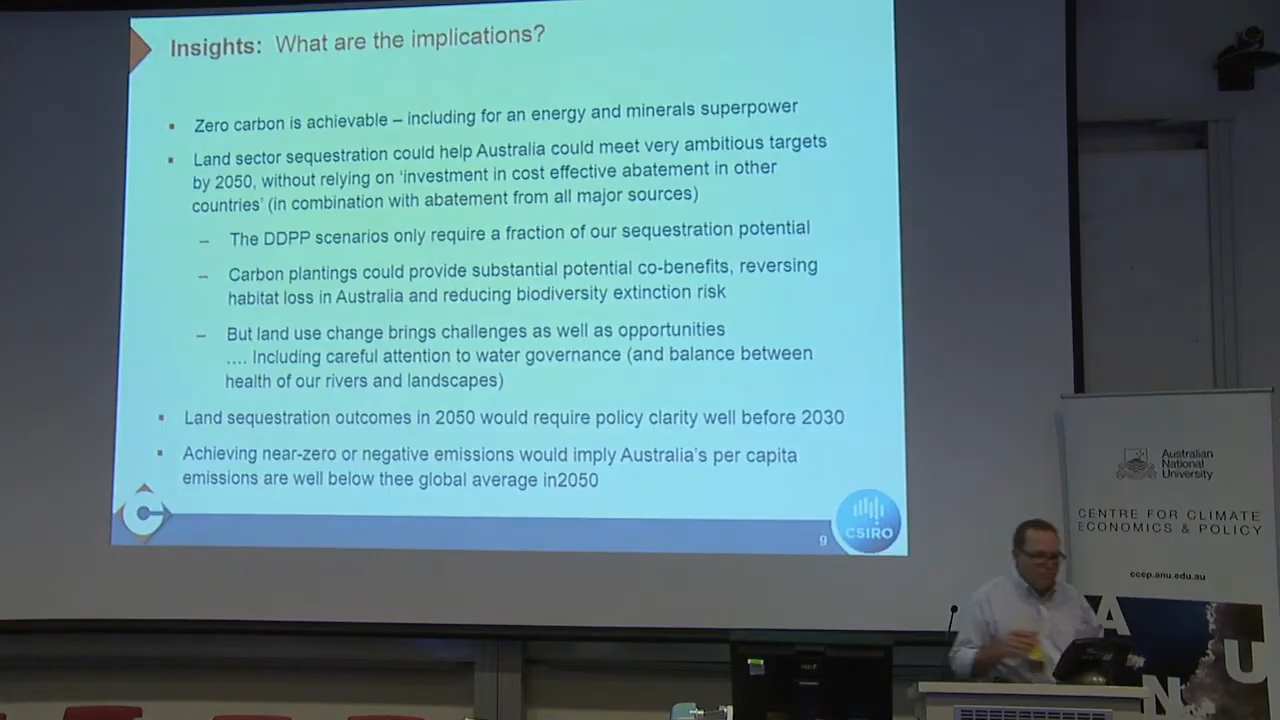 Insights: What are the implications?
▪ Zero carbon is achievable – including for an energy and minerals superpower
▪ Land sector sequestration could help Australia could meet very ambitious targets
by 2050, without relying on ‘investment in cost effective abatement in other
countries’ (in combination with abatement from all major sources)
– The DDPP scenarios only require a fraction of our sequestration potential
– Carbon plantings could provide substantial potential co-benefits, reversing
habitat loss in Australia and reducing biodiversity extinction risk
– But land use change brings challenges as well as opportunities
.... Including careful attention to water governance (and balance between
health of our rivers and landscapes)
▪ Land sequestration outcomes in 2050 would require policy clarity well before 2030
▪ Achieving near-zero or negative emissions would imply Australia's per capita
emissions are well below thee global average in2050
9
CSIRO
Australian
National
University
CENTRE FOR CLIMATE
ECONOMICS & POLICY
ccep.anu.edu.au
A
N
U